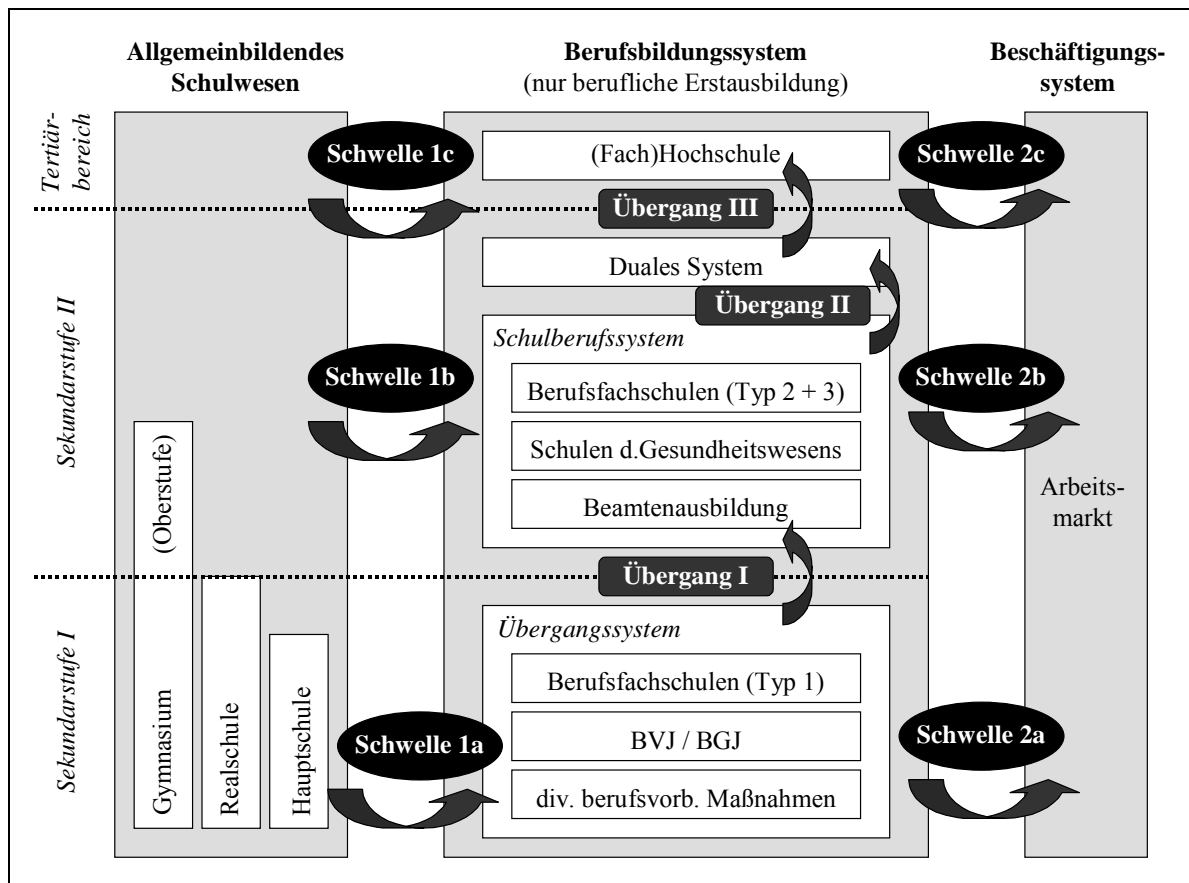 Allgemeinbildendes
Schulwesen
Berufsbildungssystem
(nur berufliche Erstausbildung)
Beschäftigungs-
system
Tertiär-
bereich
Schwelle 1c
(Fach)Hochschule
Schwelle 2c
Übergang III
Duales System
Übergang II
Sekundarstufe II
Schulberufssystem
Schwelle 1b
Berufsfachschulen (Typ 2 + 3)
Schwelle 2b
Schulen d.Gesundheitswesens
Beamtenausbildung
Arbeits-
markt
(Oberstufe)
Übergang I
Sekundarstufe I
Übergangssystem
Berufsfachschulen (Typ 1)
Gymnasium
Realschule
Hauptschule
Schwelle 1a
BVJ / BGJ
Schwelle 2a
div. berufsvorb. Maßnahmen